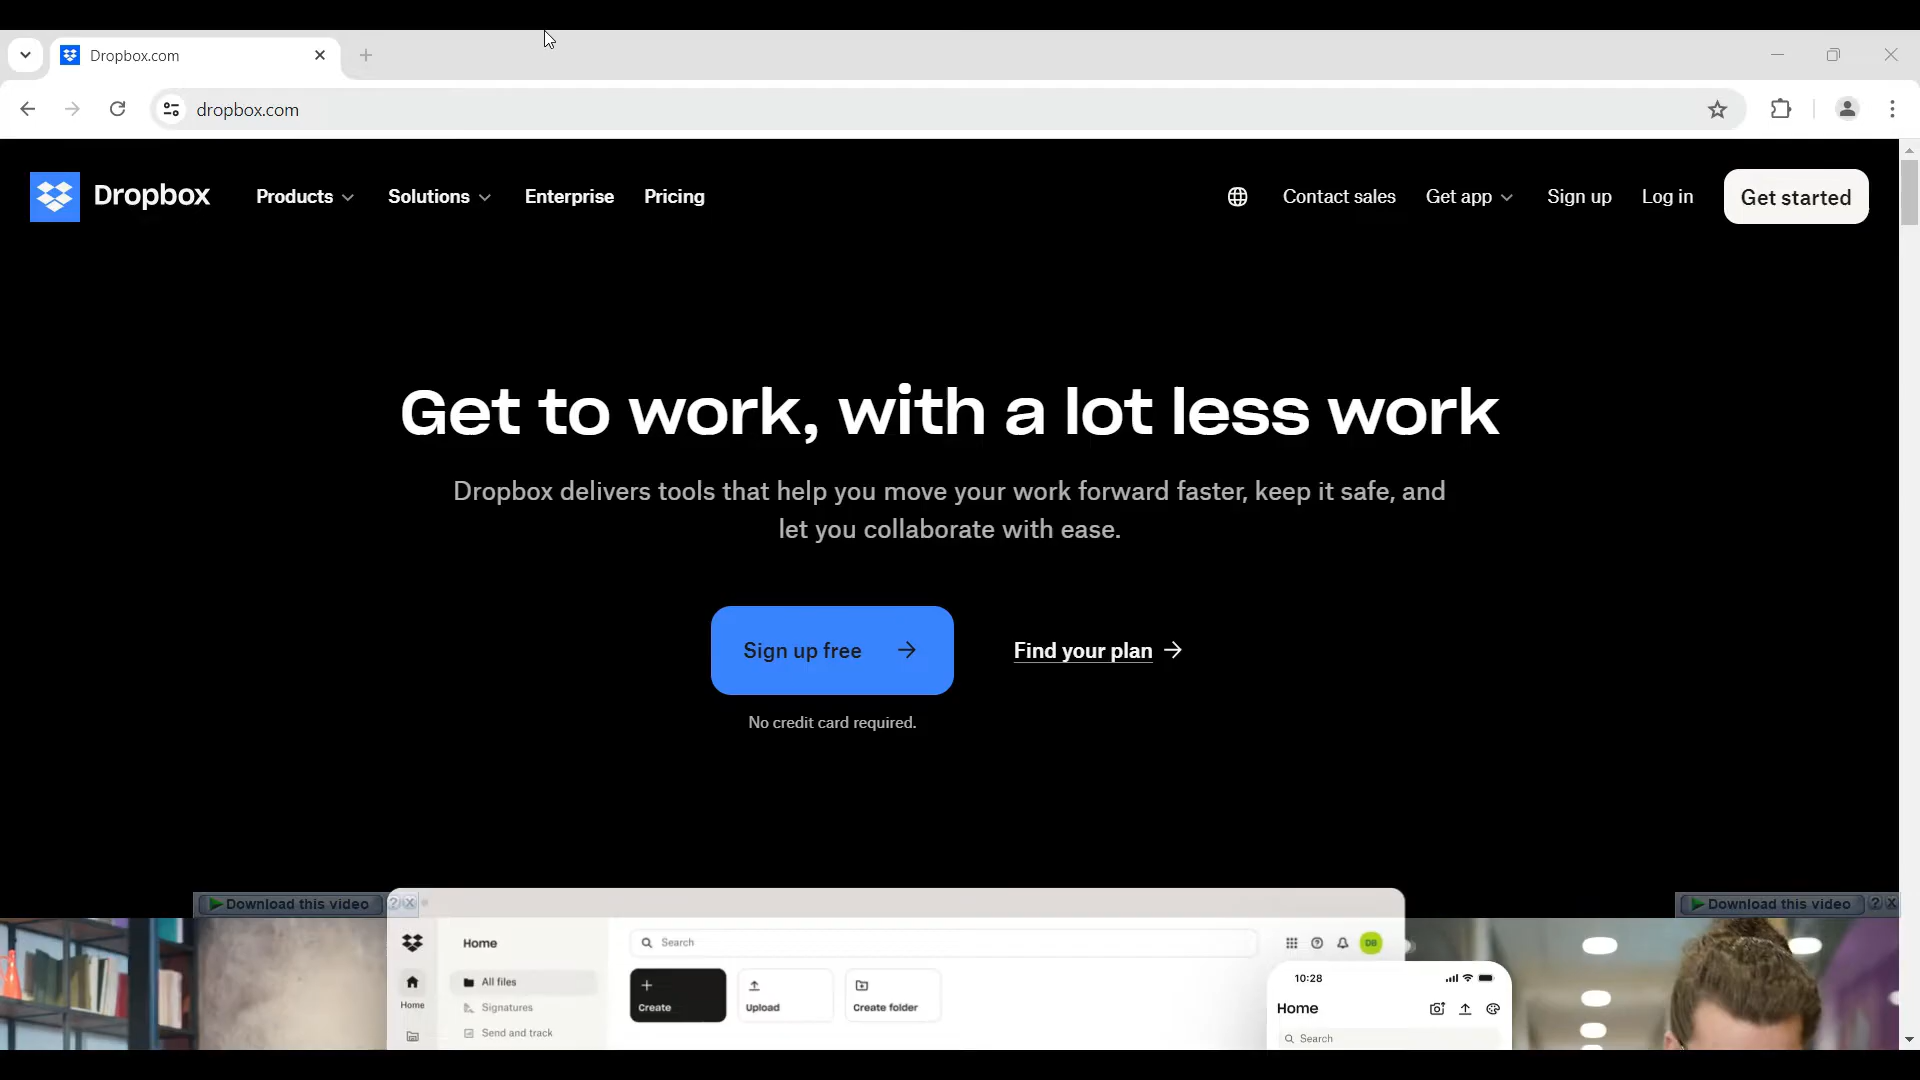 Dropbox.com
dropbox.com
Dropbox Products Solutions Enterprise Pricing Contact sales Get app Sign up Log in Get started
Get to work, with a lot less work
Dropbox delivers tools that help you move your work forward faster, keep it safe, and
let you collaborate with ease.
Sign up free
Find your plan
No credit card required.
Download this video
Download this video
Home
Search
DB
All files
Home
Signatures
Send and track
Create
Upload
Create folder
10:28
Home
Search